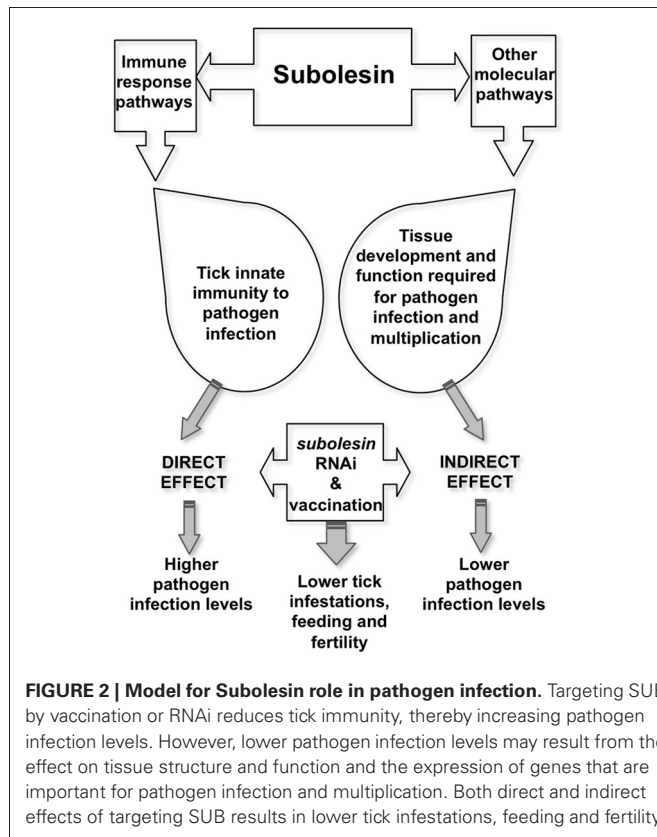 Immune
response
pathways
Subolesin
Other
molecular
pathways
Tick innate
immunity to
pathogen
infection
Tissue
development and
function required
for pathogen
infection and
multiplication
DIRECT
EFFECT
subolesin
RNAi
&
vaccination
INDIRECT
EFFECT
Higher
pathogen
infection levels
Lower tick
infestations,
feeding and
fertility
Lower
pathogen
infection levels
FIGURE 2 | Model for Subolesin role in pathogen infection. Targeting SUB
by vaccination or RNAi reduces tick immunity, thereby increasing pathogen
infection levels. However, lower pathogen infection levels may result from the
effect on tissue structure and function and the expression of genes that are
important for pathogen infection and multiplication. Both direct and indirect
effects of targeting SUB results in lower tick infestations, feeding and fertility